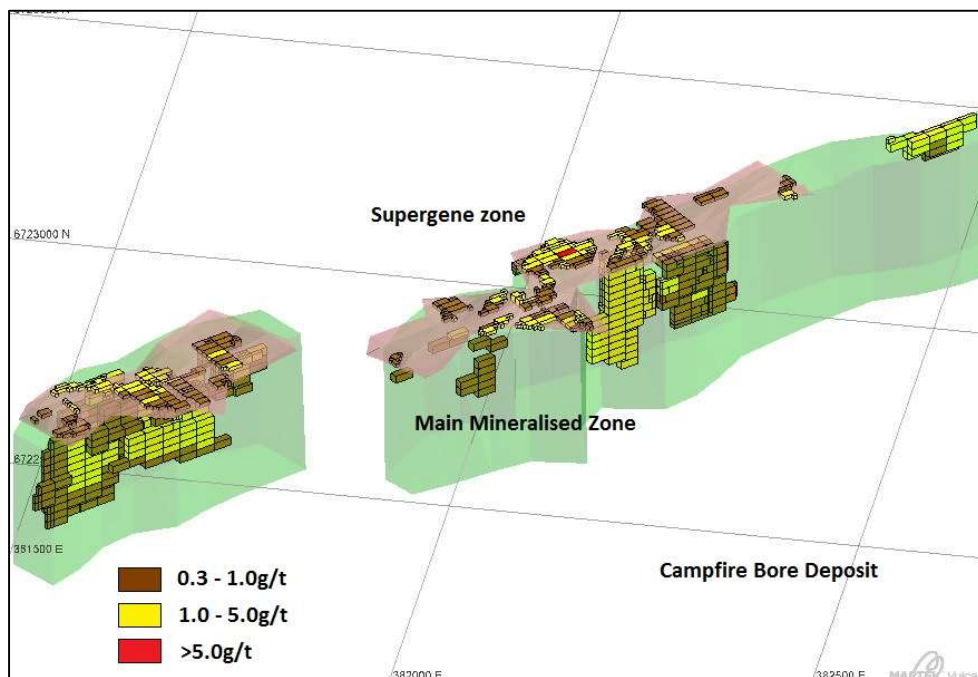 6723000 N
Supergene zone
Main Mineralised Zone
381500 E
0.3 - 1.0g/t
1.0 - 5.0g/t
>5.0g/t
Campfire Bore Deposit
382000 E
382500 E